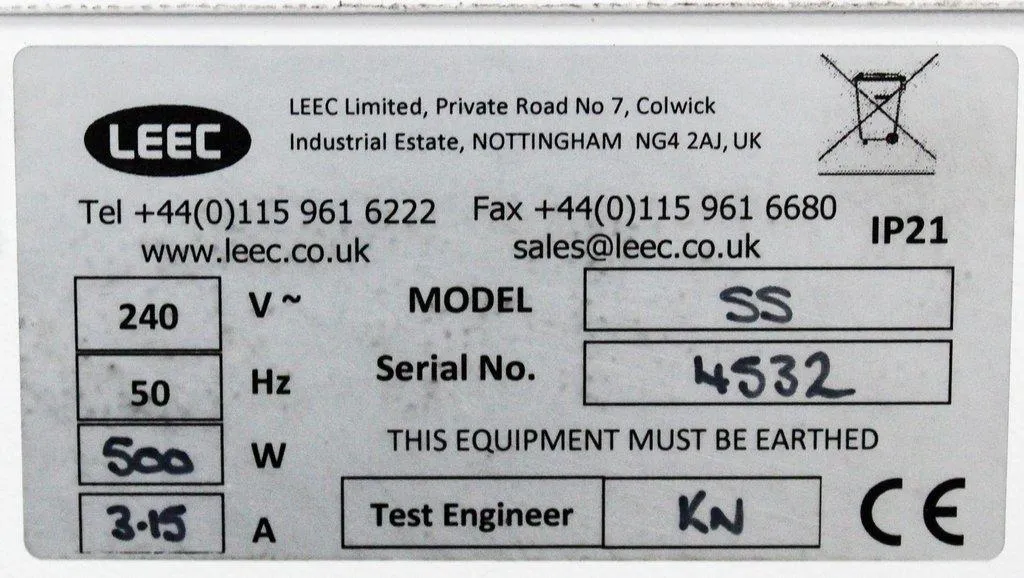 LEEC
LEEC Limited, Private Road No 7, Colwick
Industrial Estate, NOTTINGHAM NG4 2AJ, UK
Tel +44(0)115 961 6222 Fax +44(0)115 961 6680
www.leec.co.uk sales@leec.co.uk
IP21
240 V ~
MODEL SS
50 Hz
Serial No. 4532
500 W
THIS EQUIPMENT MUST BE EARTHED
3.15 A
Test Engineer KN
CE